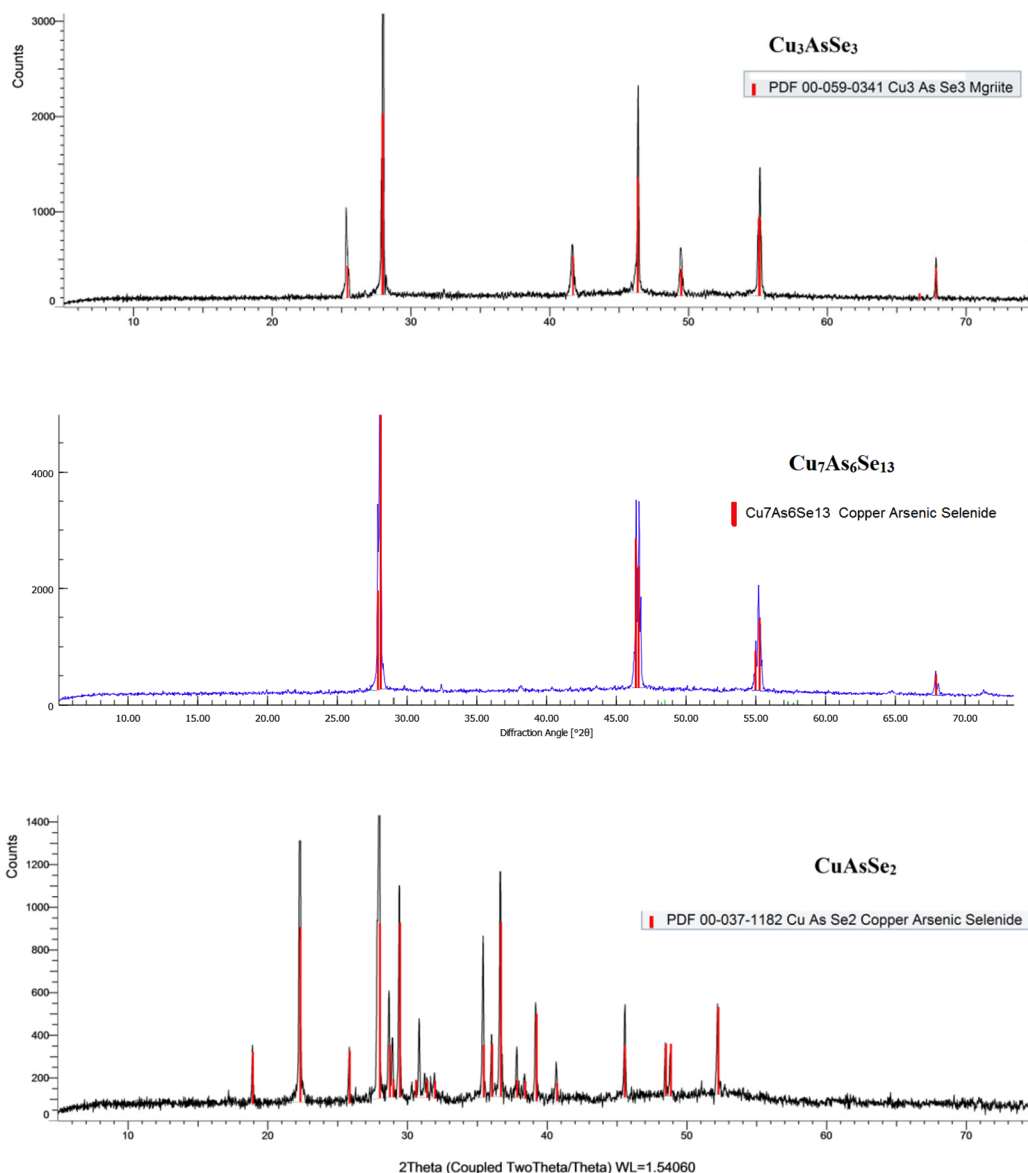 Counts
3000
2000
1000
0
Cu₃AsSe₃
PDF 00-059-0341 Cu3 As Se3 Mgriite
10 20 30 40 50 60 70
4000
2000
0
Cu₇As₆Se₁₃
Cu7As6Se13 Copper Arsenic Selenide
10.00 15.00 20.00 25.00 30.00 35.00 40.00 45.00 50.00 55.00 60.00 65.00 70.00
Diffraction Angle [°2θ]
Counts
1400
1200
1000
800
600
400
200
0
CuAsSe₂
PDF 00-037-1182 Cu As Se2 Copper Arsenic Selenide
10 20 30 40 50 60 70
2Theta (Coupled TwoTheta/Theta) WL=1.54060